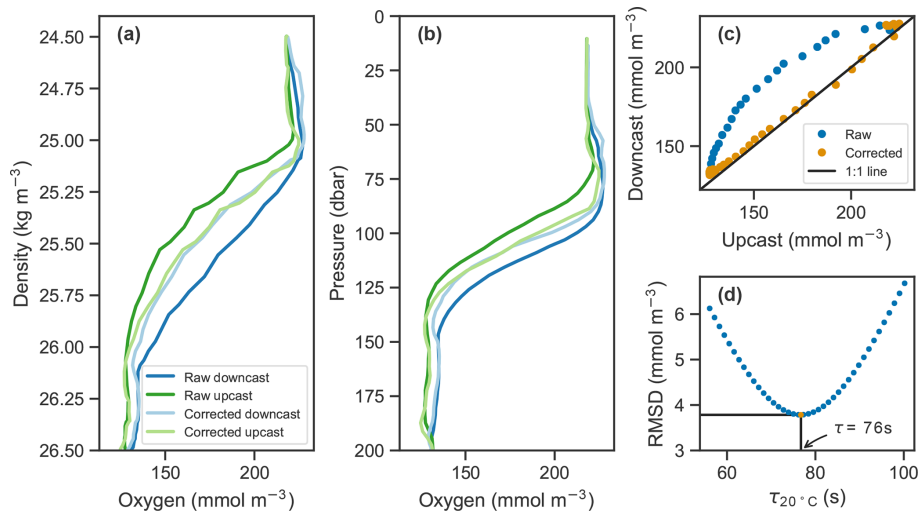 (a)
24.50
24.75
25.00
25.25
25.50
25.75
26.00
26.25
26.50
Density (kg m⁻³)
Raw downcast
Raw upcast
Corrected downcast
Corrected upcast
150
200
Oxygen (mmol m⁻³)
(b)
0
25
50
75
100
125
150
175
200
Pressure (dbar)
150
200
Oxygen (mmol m⁻³)
(c)
200
150
Downcast (mmol m⁻³)
Raw
Corrected
1:1 line
150
200
Upcast (mmol m⁻³)
(d)
6
5
4
3
RMSD (mmol m⁻³)
τ = 76s
60
80
100
τ₂₀ °C (s)